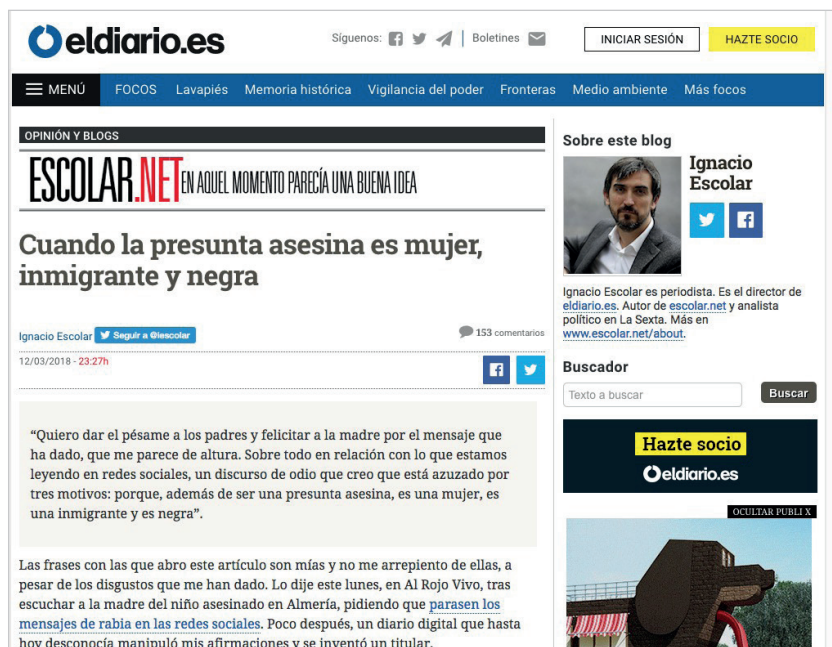 eldiario.es
Síguenos:
Boletines
INICIAR SESIÓN
HAZTE SOCIO
MENÚ FOCOS Lavapiés Memoria histórica Vigilancia del poder Fronteras Medio ambiente Más focos
OPINIÓN Y BLOGS
ESCOLAR.NET EN AQUEL MOMENTO PARECÍA UNA BUENA IDEA
Cuando la presunta asesina es mujer,
inmigrante y negra
Ignacio Escolar Seguir a @iescolar
153 comentarios
12/03/2018 - 23:27h
“Quiero dar el pésame a los padres y felicitar a la madre por el mensaje que
ha dado, que me parece de altura. Sobre todo en relación con lo que estamos
leyendo en redes sociales, un discurso de odio que creo que está azuzado por
tres motivos: porque, además de ser una presunta asesina, es una mujer, es
una inmigrante y es negra”.
Las frases con las que abro este artículo son mías y no me arrepiento de ellas, a
pesar de los disgustos que me han dado. Lo dije este lunes, en Al Rojo Vivo, tras
escuchar a la madre del niño asesinado en Almería, pidiendo que parasen los
mensajes de rabia en las redes sociales. Poco después, un diario digital que hasta
hoy desconocía manipuló mis afirmaciones y se inventó un titular.
Sobre este blog
Ignacio
Escolar
Ignacio Escolar es periodista. Es el director de
eldiario.es. Autor de escolar.net y analista
político en La Sexta. Más en
www.escolar.net/about.
Buscador
Texto a buscar
Buscar
Hazte socio
eldiario.es
OCULTAR PUBLI X